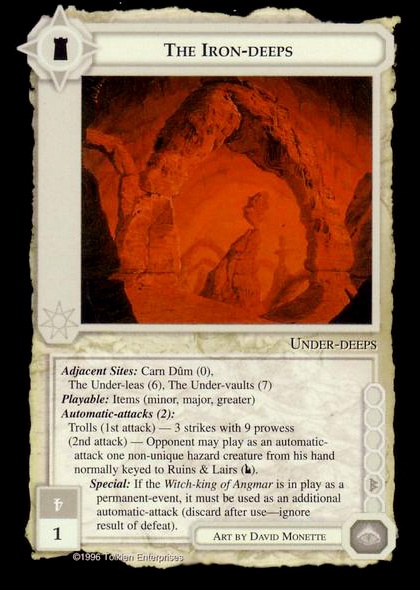 THE IRON-DEEPS
UNDER-DEEPS
Adjacent Sites: Carn Dûm (0),
The Under-leas (6), The Under-vaults (7)
Playable: Items (minor, major, greater)
Automatic-attacks (2):
Trolls (1st attack) — 3 strikes with 9 prowess
(2nd attack) — Opponent may play as an automatic-
attack one non-unique hazard creature from his hand
normally keyed to Ruins & Lairs ( ).
Special: If the Witch-king of Angmar is in play as a
permanent-event, it must be used as an additional
automatic-attack (discard after use—ignore
result of defeat).
1
ART BY DAVID MONETTE
©1996 Tolkien Enterprises